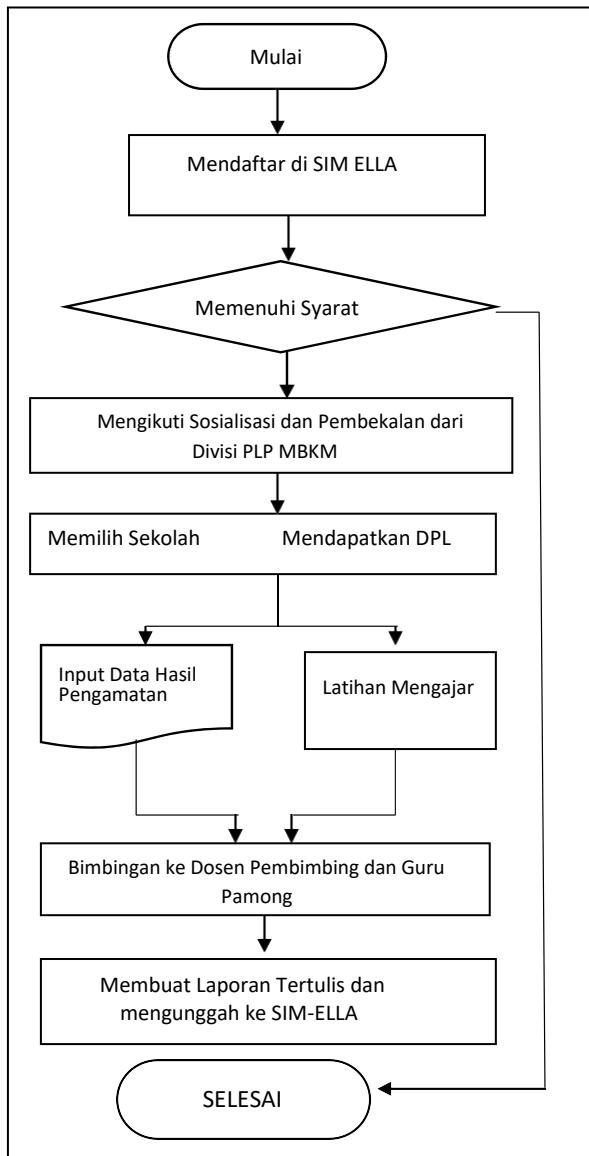 Mulai
Mendaftar di SIM ELLA
Memenuhi Syarat
Mengikuti Sosialisasi dan Pembekalan dari
Divisi PLP MBKM
Memilih Sekolah Mendapatkan DPL
Input Data Hasil
Pengamatan
Latihan Mengajar
Bimbingan ke Dosen Pembimbing dan Guru
Pamong
Membuat Laporan Tertulis dan
mengunggah ke SIM-ELLA
SELESAI